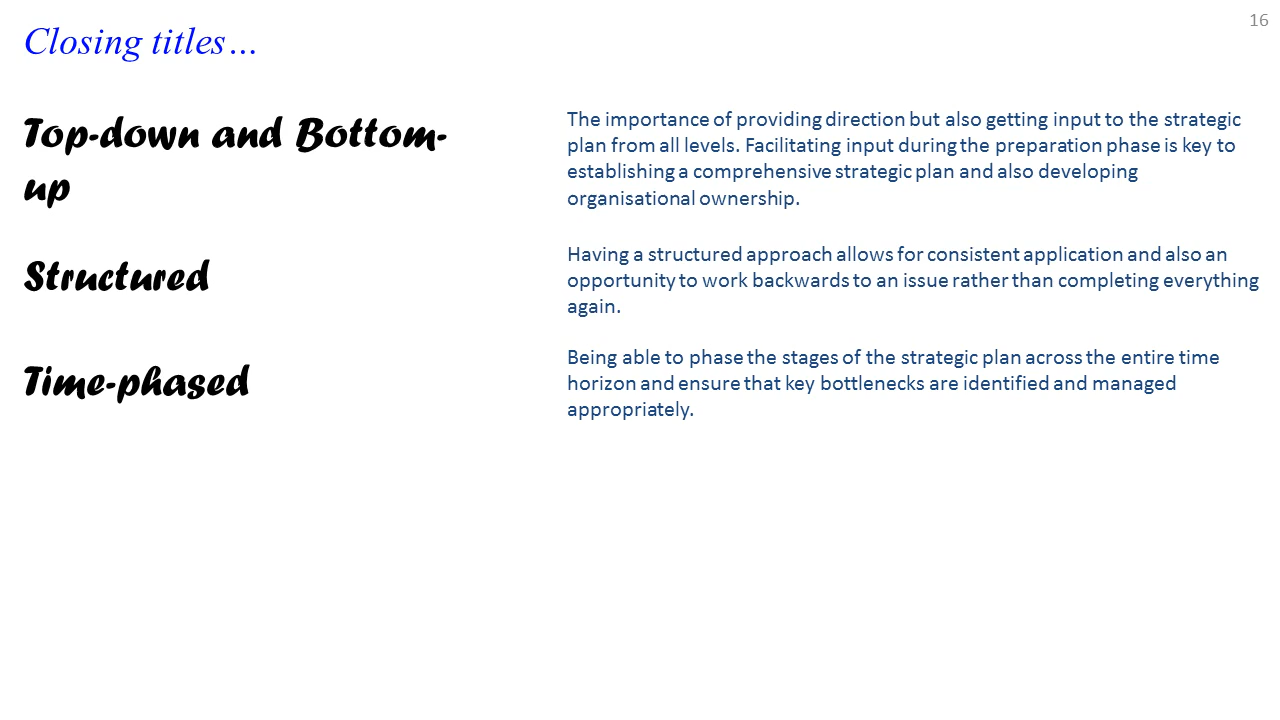 16
Closing titles…
Top-down and Bottom-
up
The importance of providing direction but also getting input to the strategic
plan from all levels. Facilitating input during the preparation phase is key to
establishing a comprehensive strategic plan and also developing
organisational ownership.
Structured
Having a structured approach allows for consistent application and also an
opportunity to work backwards to an issue rather than completing everything
again.
Time-phased
Being able to phase the stages of the strategic plan across the entire time
horizon and ensure that key bottlenecks are identified and managed
appropriately.